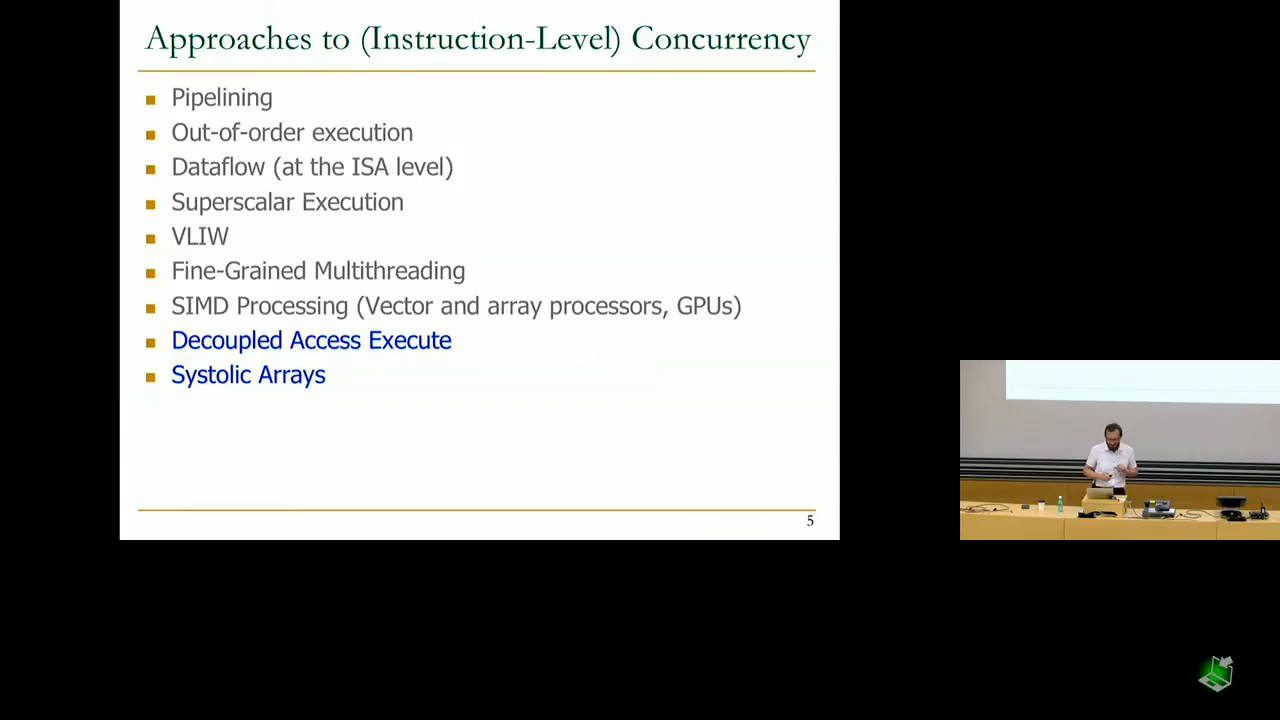 Approaches to (Instruction-Level) Concurrency
Pipelining
Out-of-order execution
Dataflow (at the ISA level)
Superscalar Execution
VLIW
Fine-Grained Multithreading
SIMD Processing (Vector and array processors, GPUs)
Decoupled Access Execute
Systolic Arrays
5